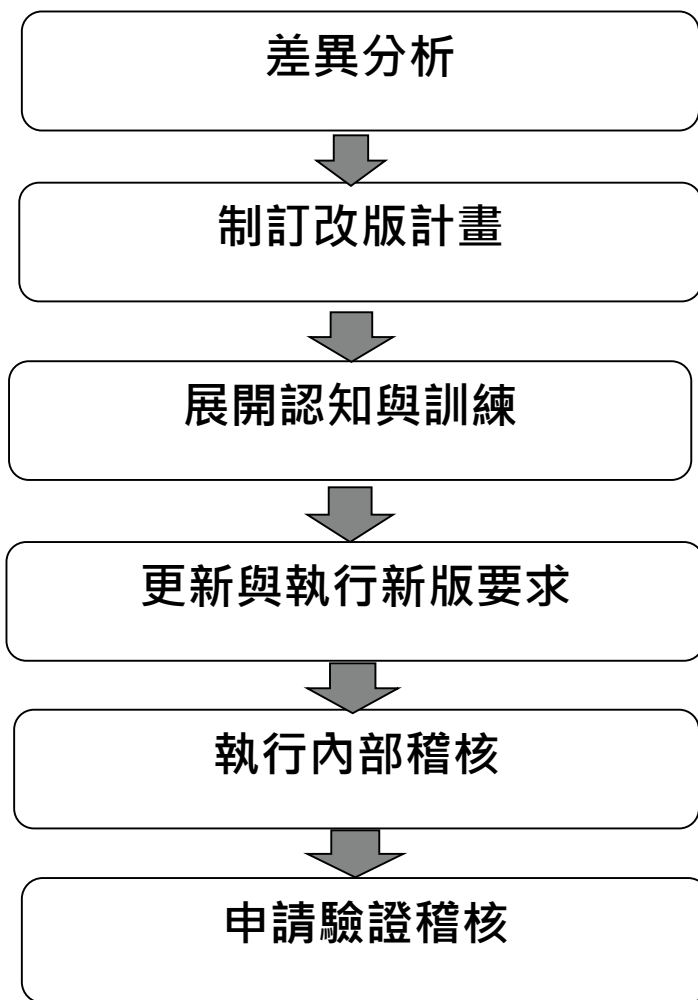 差異分析
制訂改版計畫
展開認知與訓練
更新與執行新版要求
執行內部稽核
申請驗證稽核